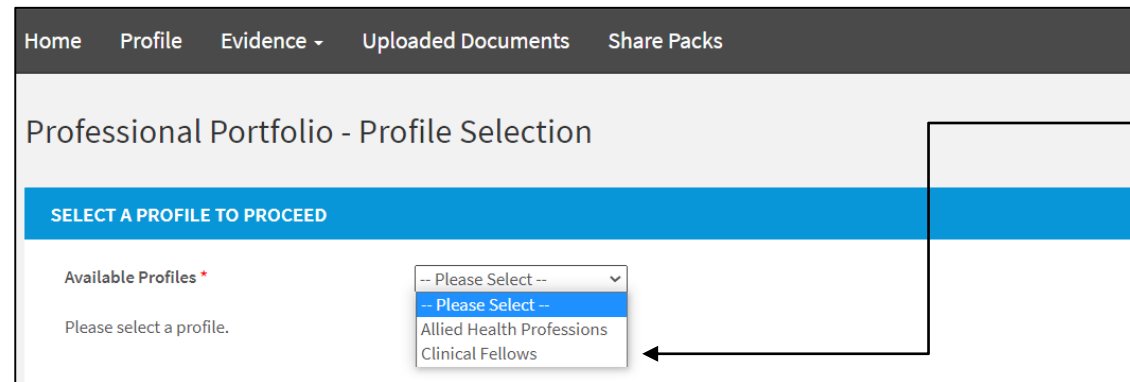 Home Profile Evidence Uploaded Documents Share Packs
Professional Portfolio - Profile Selection
SELECT A PROFILE TO PROCEED
Available Profiles * -- Please Select --
-- Please Select --
Please select a profile. Allied Health Professions
Clinical Fellows